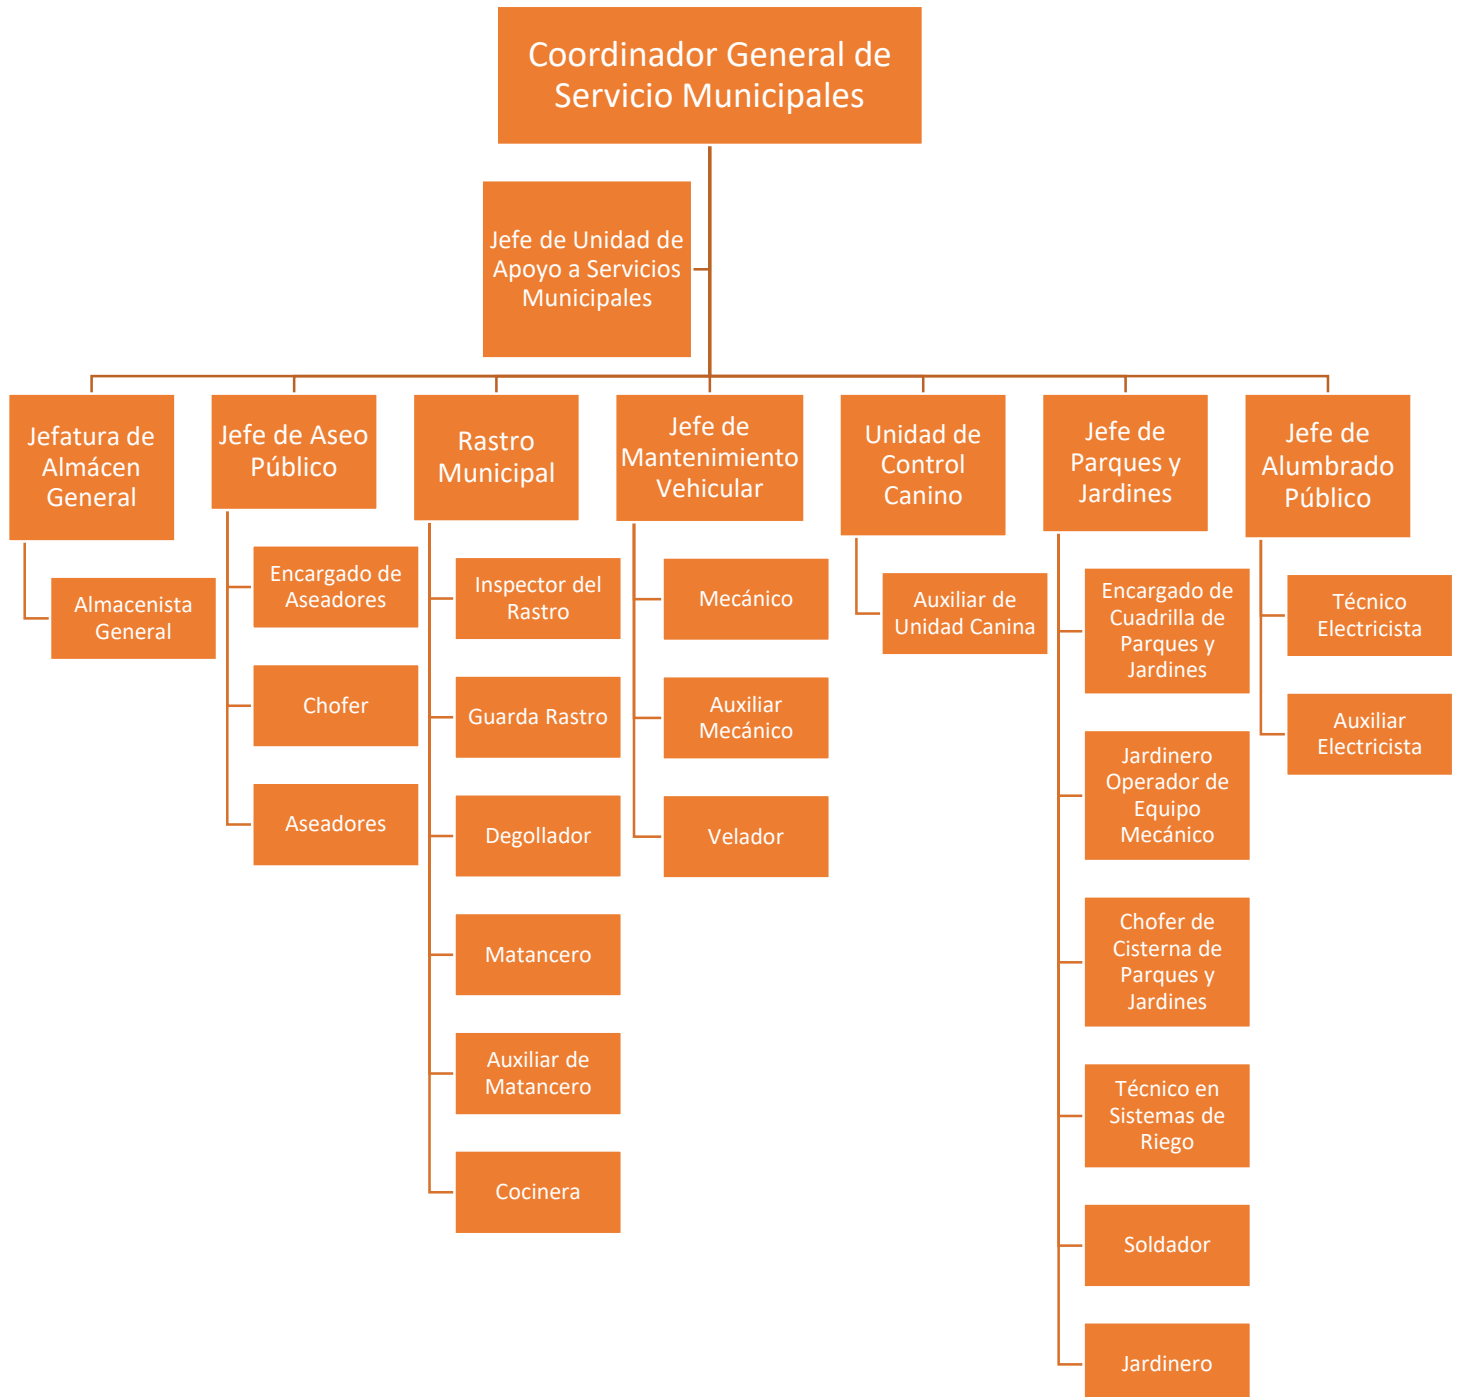 Coordinador General de
Servicio Municipales
Jefe de Unidad de
Apoyo a Servicios
Municipales
Jefatura de
Almácen
General
Almacenista
General
Jefe de Aseo
Público
Encargado de
Aseadores
Chofer
Aseadores
Rastro
Municipal
Inspector del
Rastro
Guarda Rastro
Degollador
Matancero
Auxiliar de
Matancero
Cocinera
Jefe de
Mantenimiento
Vehicular
Mecánico
Auxiliar
Mecánico
Velador
Unidad de
Control
Canino
Auxiliar de
Unidad Canina
Jefe de
Parques y
Jardines
Encargado de
Cuadrilla de
Parques y
Jardines
Jardinero
Operador de
Equipo
Mecánico
Chofer de
Cisterna de
Parques y
Jardines
Técnico en
Sistemas de
Riego
Soldador
Jardinero
Jefe de
Alumbrado
Público
Técnico
Electricista
Auxiliar
Electricista